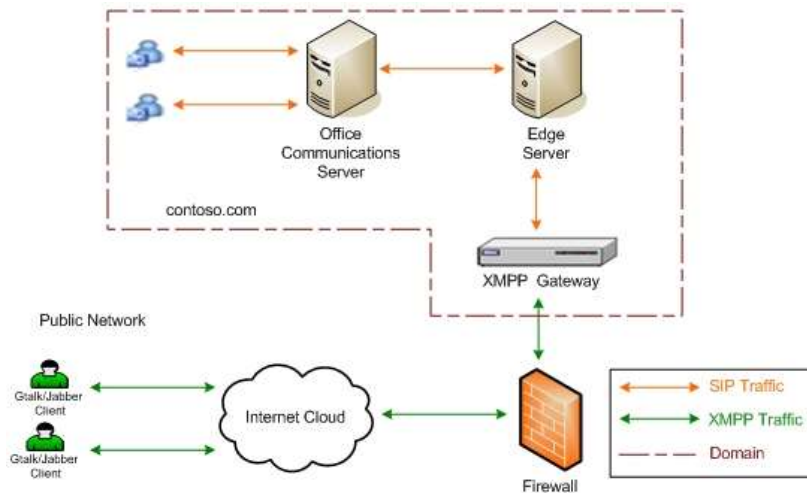 Office
Communications
Server
Edge
Server
contoso.com
XMPP Gateway
Public Network
Gtalk/Jabber
Client
Internet Cloud
Gtalk/Jabber
Client
Firewall
SIP Traffic
XMPP Traffic
Domain